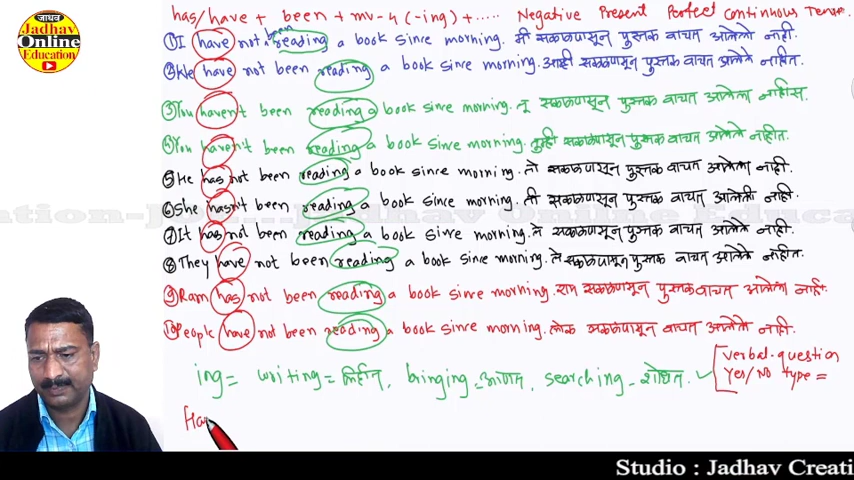 has/have + been + mv-4 (-ing) +..... Negative Present Perfect Continuous Tense.
जाधव
Jadhav
Online
Education
① I have not been reading a book since morning. मी सकाळपासून पुस्तक वाचत आलेलो नाही.
② We have not been reading a book since morning. आम्ही सकाळपासून पुस्तक वाचत आलेलो नाहीत.
③ You haven't been reading a book since morning. तू सकाळपासून पुस्तक वाचत आलेला नाहीस.
④ You haven't been reading a book since morning. तुम्ही सकाळपासून पुस्तक वाचत आलेले नाहीत.
⑤ He has not been reading a book since morning. तो सकाळपासून पुस्तक वाचत आलेला नाही.
⑥ She hasn't been reading a book since morning. ती सकाळपासून पुस्तक वाचत आलेली नाही.
ation-Jo.... Jadhav Online Educa
⑦ It has not been reading a book since morning. ते सकाळपासून पुस्तक वाचत आलेले नाही.
⑧ They have not been reading a book since morning. ते सकाळपासून पुस्तक वाचत आलेले नाहीत.
⑨ Ram has not been reading a book since morning. राम सकाळपासून पुस्तक वाचत आलेला नाही.
⑩ People have not been reading a book since morning. लोक सकाळपासून वाचत आलेले नाही.
ing = writing = लिहीत, bringing = आणत, searching - शोधत. ✓
verbal-question
Yes/No type =
Ha
Studio : Jadhav Creati